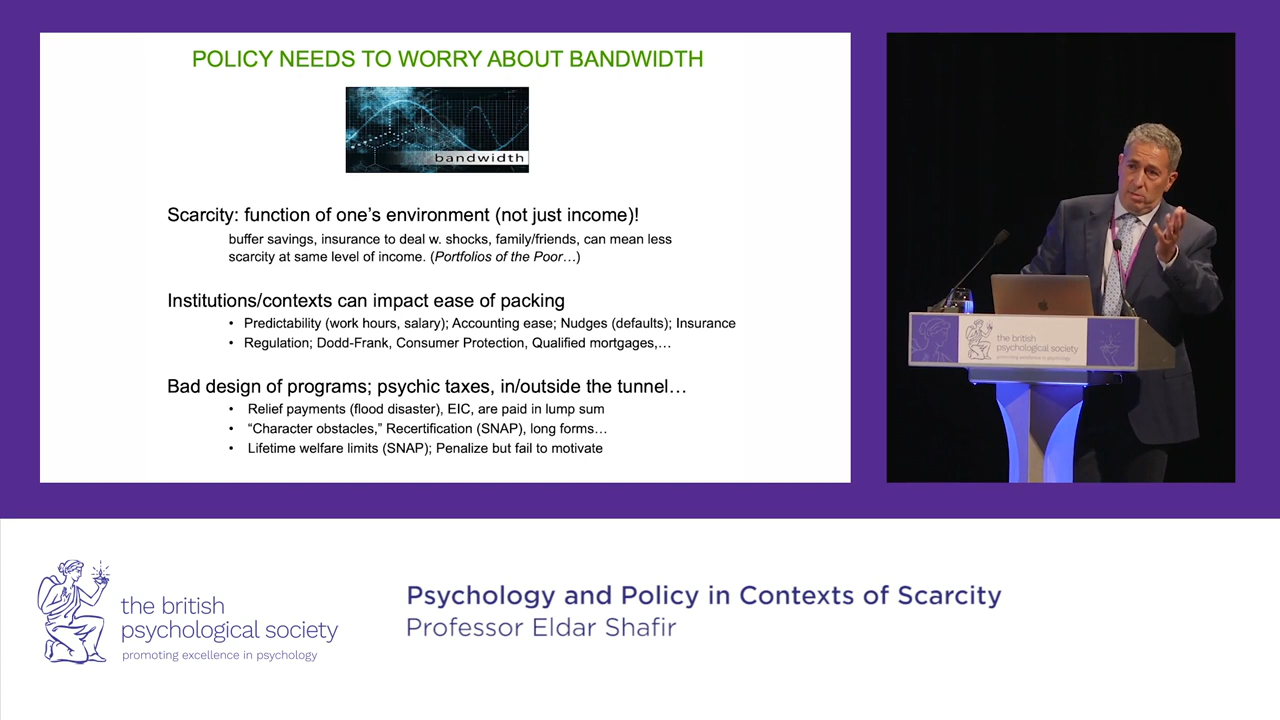 POLICY NEEDS TO WORRY ABOUT BANDWIDTH
bandwidth
Scarcity: function of one’s environment (not just income)!
buffer savings, insurance to deal w. shocks, family/friends, can mean less
scarcity at same level of income. (Portfolios of the Poor…)
Institutions/contexts can impact ease of packing
• Predictability (work hours, salary); Accounting ease; Nudges (defaults); Insurance
• Regulation; Dodd-Frank, Consumer Protection, Qualified mortgages,…
Bad design of programs; psychic taxes, in/outside the tunnel…
• Relief payments (flood disaster), EIC, are paid in lump sum
• “Character obstacles,” Recertification (SNAP), long forms…
• Lifetime welfare limits (SNAP); Penalize but fail to motivate
the british
psychological society
promoting excellence in psychology
the british
psychological society
promoting excellence in psychology
Psychology and Policy in Contexts of Scarcity
Professor Eldar Shafir